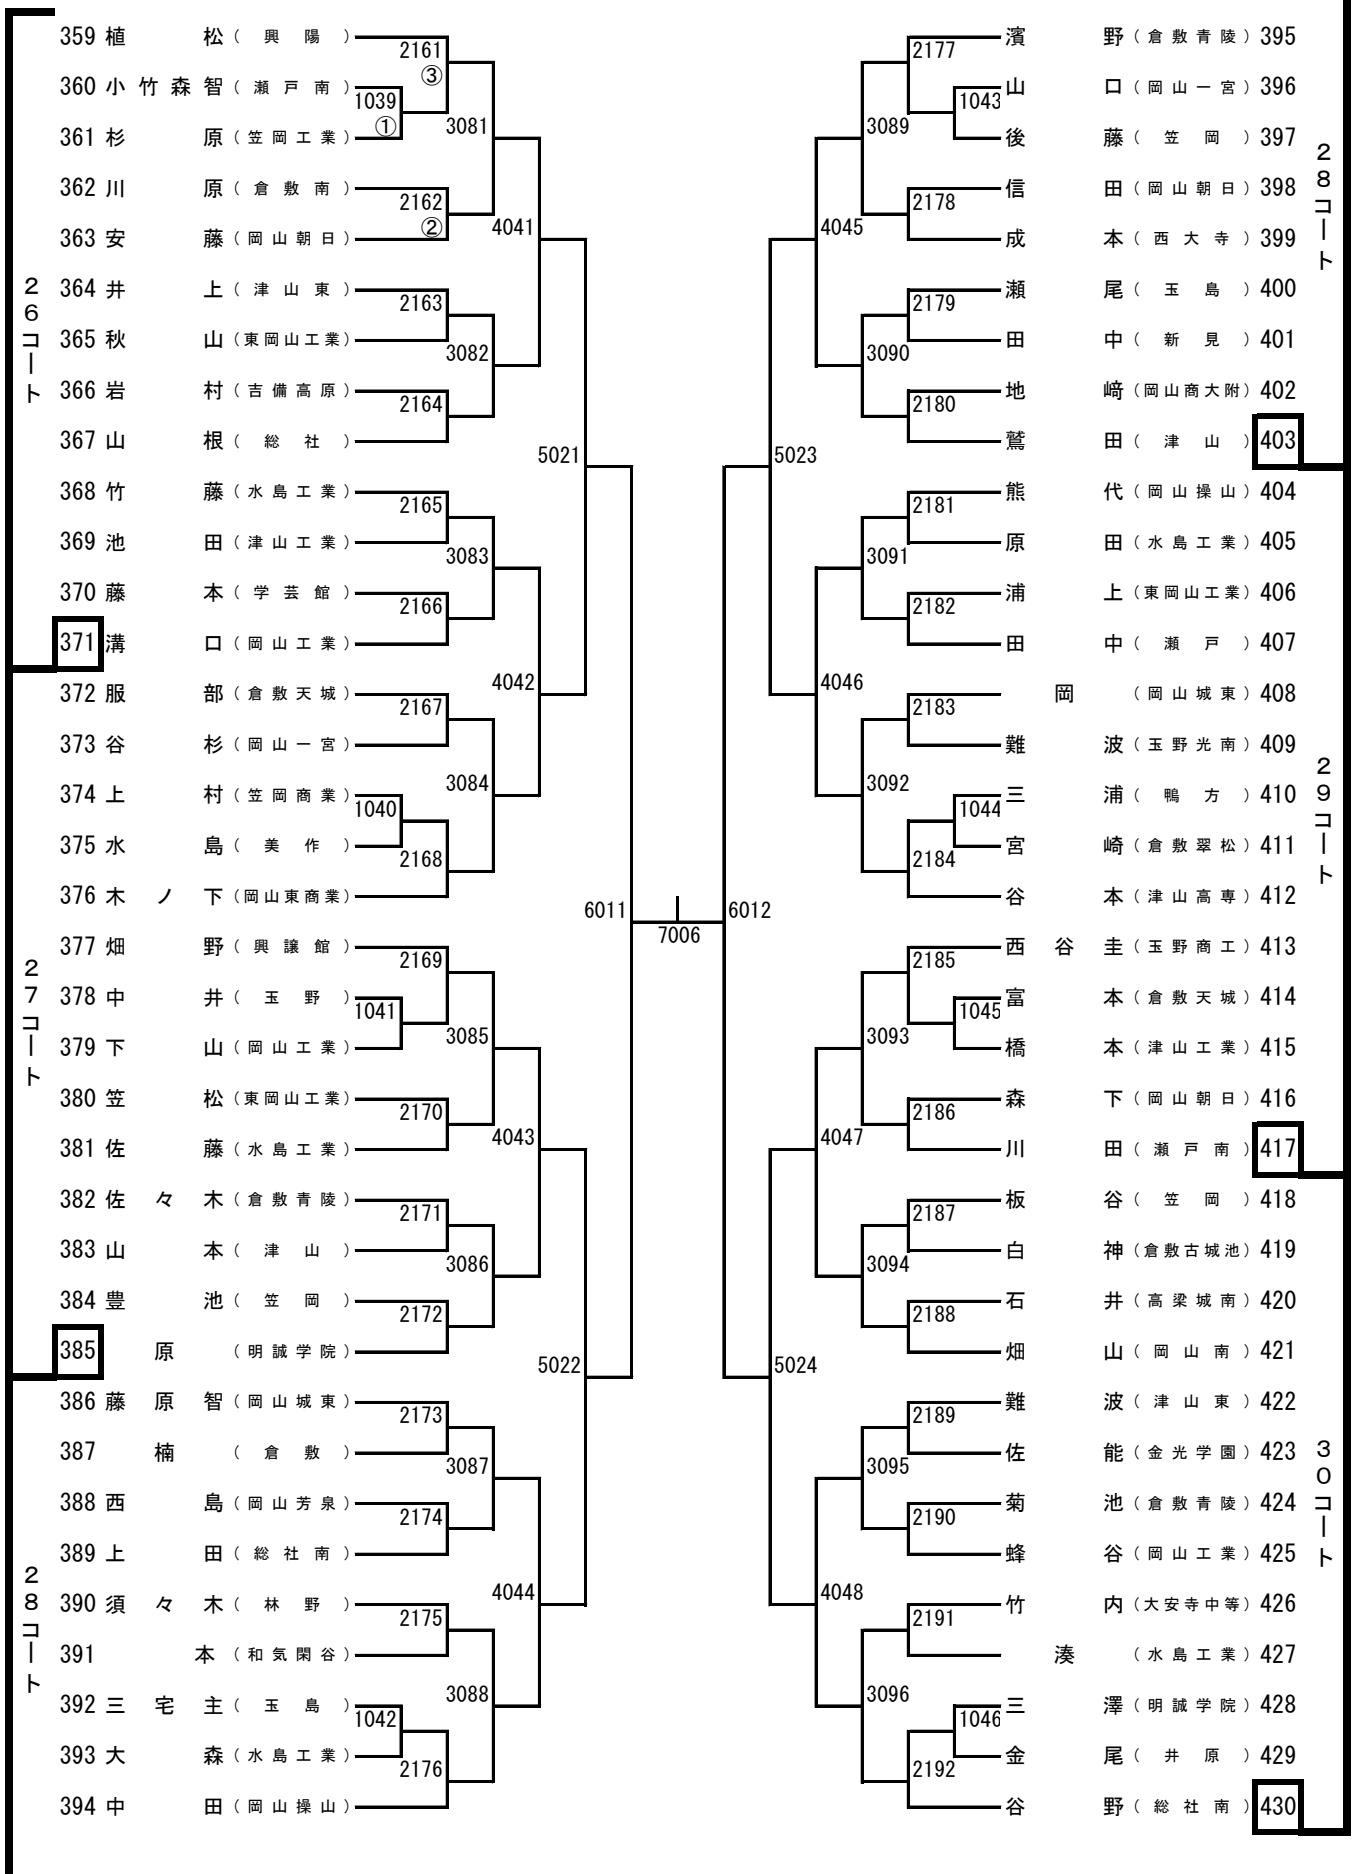 26コート
359 植松(興陽)
360 小竹森智(瀬戸南)
361 杉原(笠岡工業)
362 川原(倉敷南)
363 安藤(岡山朝日)
364 井上(津山東)
365 秋山(東岡山工業)
366 岩村(吉備高原)
367 山根(総社)
368 竹藤(水島工業)
369 池田(津山工業)
370 藤本(学芸館)
371 溝口(岡山工業)
27コート
372 服部(倉敷天城)
373 谷杉(岡山一宮)
374 上村(笠岡商業)
375 水島(美作)
376 木ノ下(岡山東商業)
377 畑野(興譲館)
378 中井(玉野)
379 下山(岡山工業)
380 笠松(東岡山工業)
381 佐藤(水島工業)
382 佐々木(倉敷青陵)
383 山本(津山)
384 豊池(笠岡)
385 原(明誠学院)
28コート
386 藤原智(岡山城東)
387 楠(倉敷)
388 西島(岡山芳泉)
389 上田(総社南)
390 須々木(林野)
391 本(和気閑谷)
392 三宅主(玉島)
393 大森(水島工業)
394 中田(岡山操山)
1039
①
1040
1041
1042
2161
③
2162
②
2163
2164
2165
2166
2167
2168
2169
2170
2171
2172
2173
2174
2175
2176
3081
3082
3083
3084
3085
3086
3087
3088
4041
4042
4043
4044
5021
5022
6011
7006
6012
5023
5024
4045
4046
4047
4048
3089
3090
3091
3092
3093
3094
3095
3096
2177
2178
2179
2180
2181
2182
2183
2184
2185
2186
2187
2188
2189
2190
2191
2192
1043
1044
1045
1046
濱野(倉敷青陵) 395
山口(岡山一宮) 396
後藤(笠岡) 397
信田(岡山朝日) 398
成本(西大寺) 399
瀬尾(玉島) 400
田中(新見) 401
地﨑(岡山商大附) 402
鷲田(津山) 403
28コート
熊代(岡山操山) 404
原田(水島工業) 405
浦上(東岡山工業) 406
田中(瀬戸) 407
岡(岡山城東) 408
難波(玉野光南) 409
三浦(鴨方) 410
宮崎(倉敷翠松) 411
谷本(津山高専) 412
西谷圭(玉野商工) 413
富本(倉敷天城) 414
橋本(津山工業) 415
森下(岡山朝日) 416
川田(瀬戸南) 417
29コート
板谷(笠岡) 418
白神(倉敷古城池) 419
石井(高梁城南) 420
畑山(岡山南) 421
難波(津山東) 422
佐能(金光学園) 423
菊池(倉敷青陵) 424
蜂谷(岡山工業) 425
竹内(大安寺中等) 426
湊(水島工業) 427
三澤(明誠学院) 428
金尾(井原) 429
谷野(総社南) 430
30コート